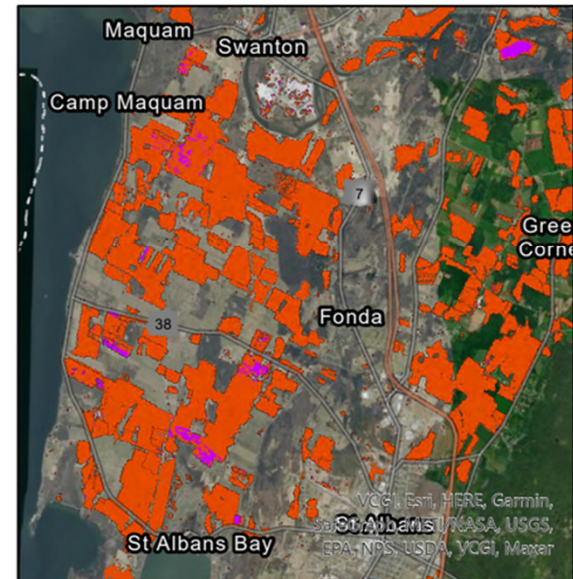 Maquam
Swanton
Camp Maquam
7
Gree
Corne
38
Fonda
VCGI, Esri, HERE, Garmin,
St Albans
NASA, USGS,
St Albans Bay
EPA, NPS, USDA, VCGI, Maxar